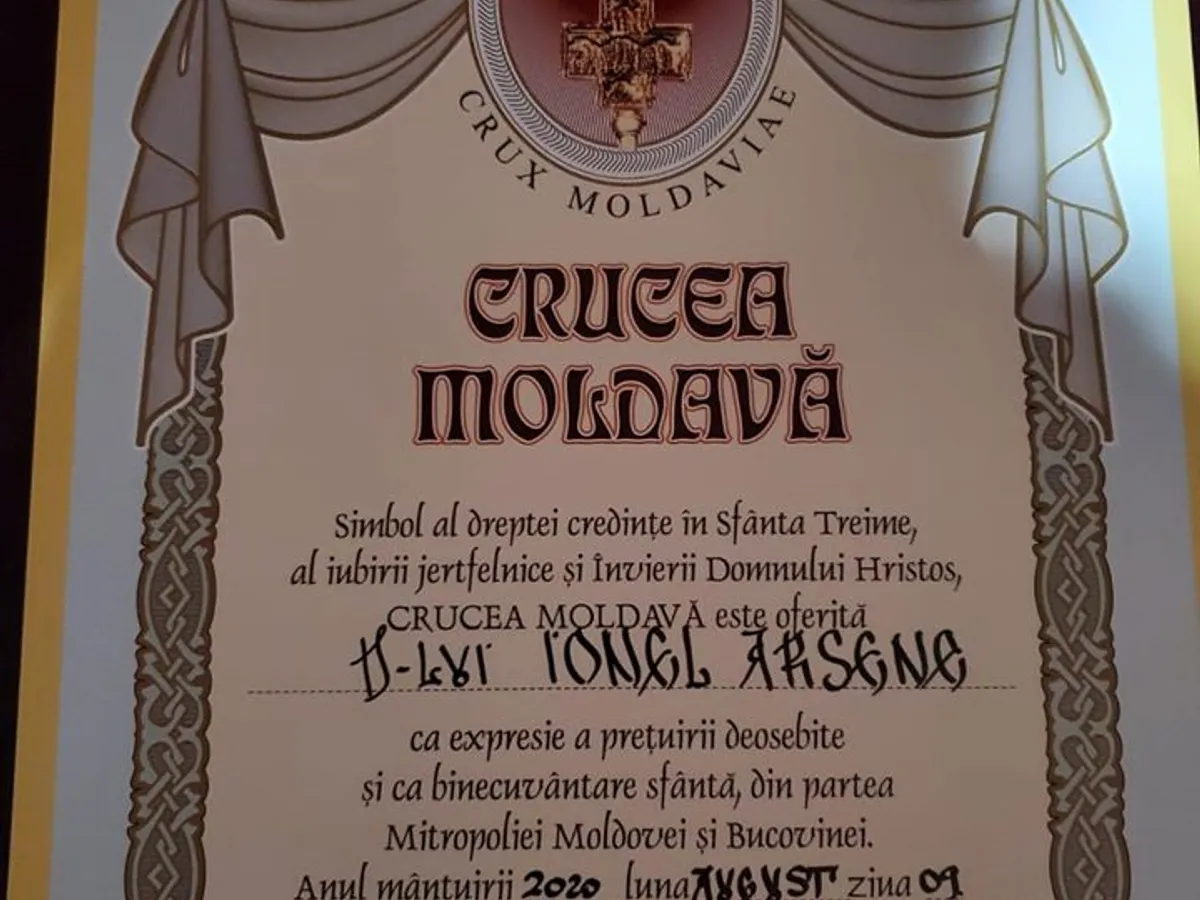 CRUX MOLDAVIAE
CRUCEA
MOLDAVĂ
Simbol al dreptei credințe în Sfânta Treime,
al iubirii jertfelnice și Învierii Domnului Hristos,
CRUCEA MOLDAVĂ este oferită
D-LUI IONEL ARSENE
ca expresie a prețuirii deosebite
și ca binecuvântare sfântă, din partea
Mitropoliei Moldovei și Bucovinei.
Anul mântuirii 2020 luna AUGUST ziua 09